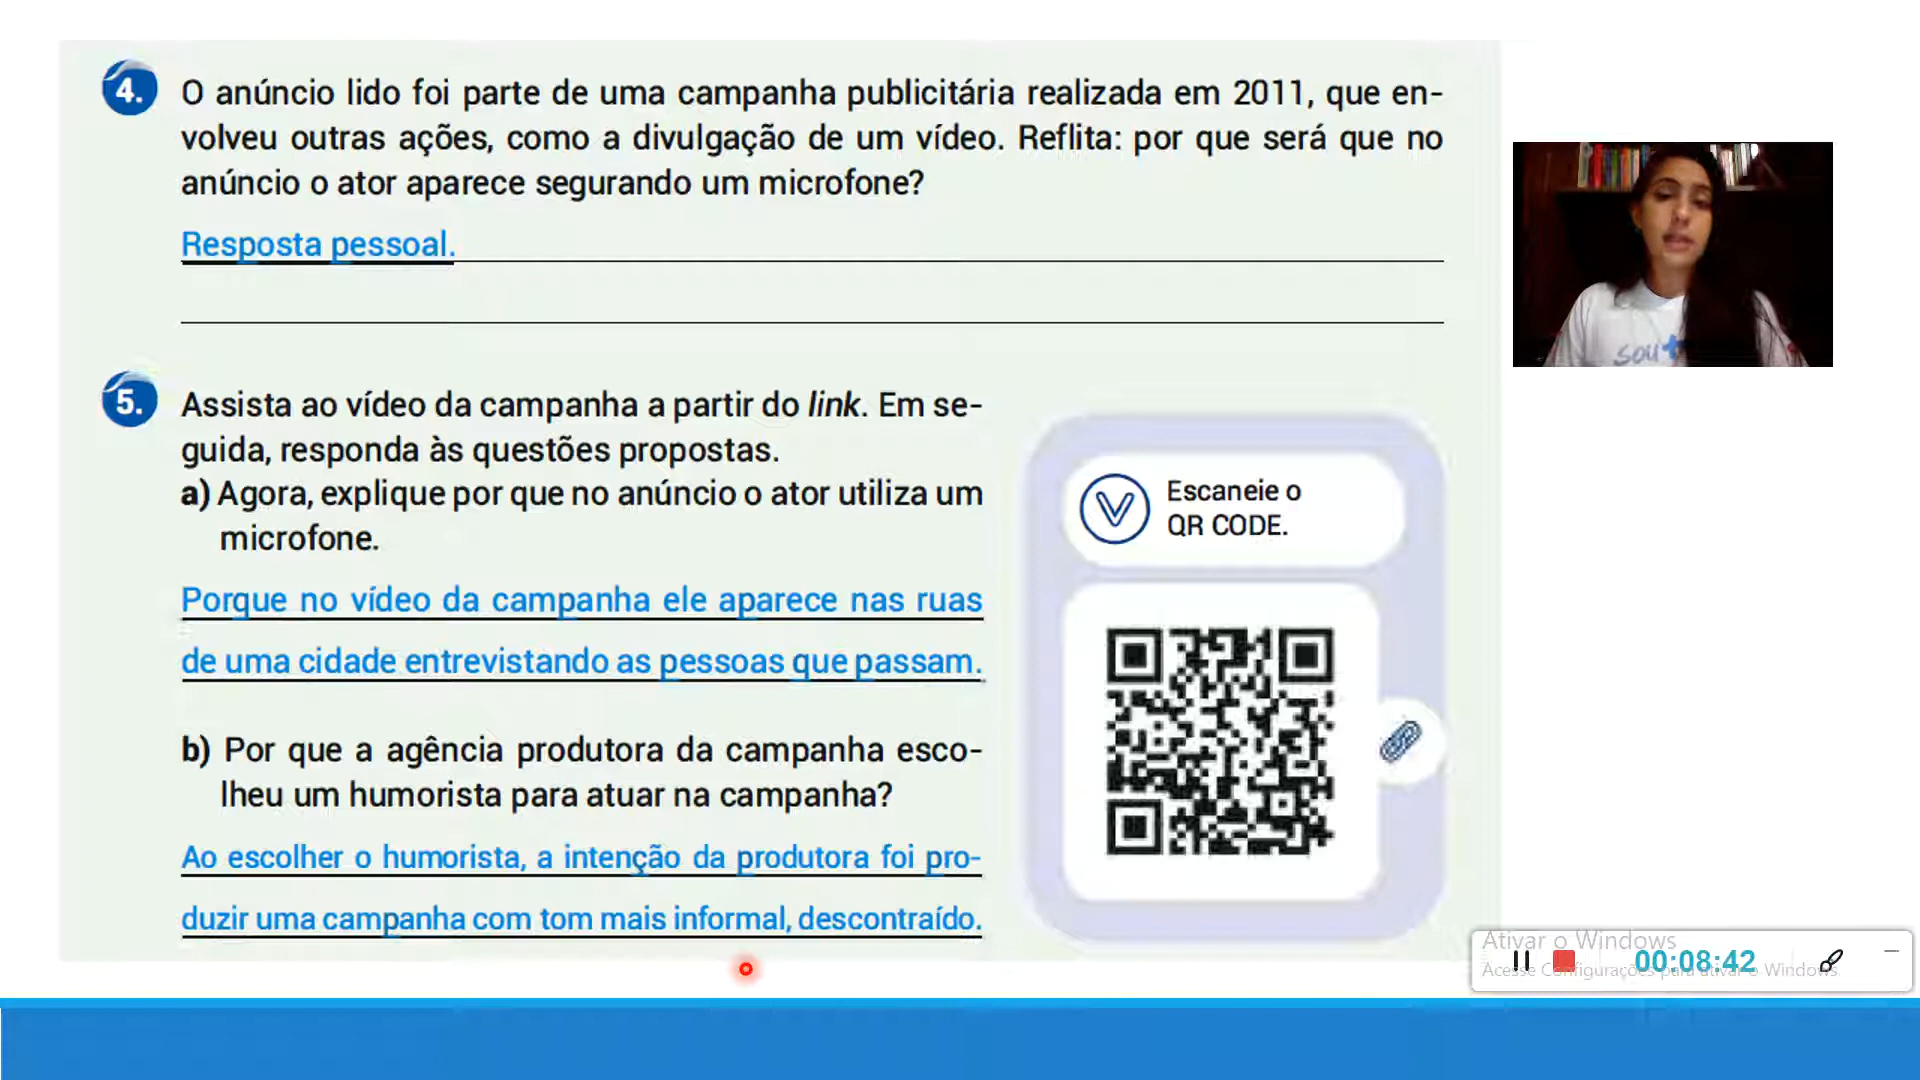 4.
O anúncio lido foi parte de uma campanha publicitária realizada em 2011, que en-
volveu outras ações, como a divulgação de um vídeo. Reflita: por que será que no
anúncio o ator aparece segurando um microfone?
Resposta pessoal.
5.
Assista ao vídeo da campanha a partir do link. Em se-
guida, responda às questões propostas.
a) Agora, explique por que no anúncio o ator utiliza um
microfone.
Porque no vídeo da campanha ele aparece nas ruas
de uma cidade entrevistando as pessoas que passam.
b) Por que a agência produtora da campanha esco-
lheu um humorista para atuar na campanha?
Ao escolher o humorista, a intenção da produtora foi pro-
duzir uma campanha com tom mais informal, descontraído.
Escaneie o
QR CODE.
sou+
Ativar o Windows
Acesse Configurações para ativar o Windows.
00:08:42